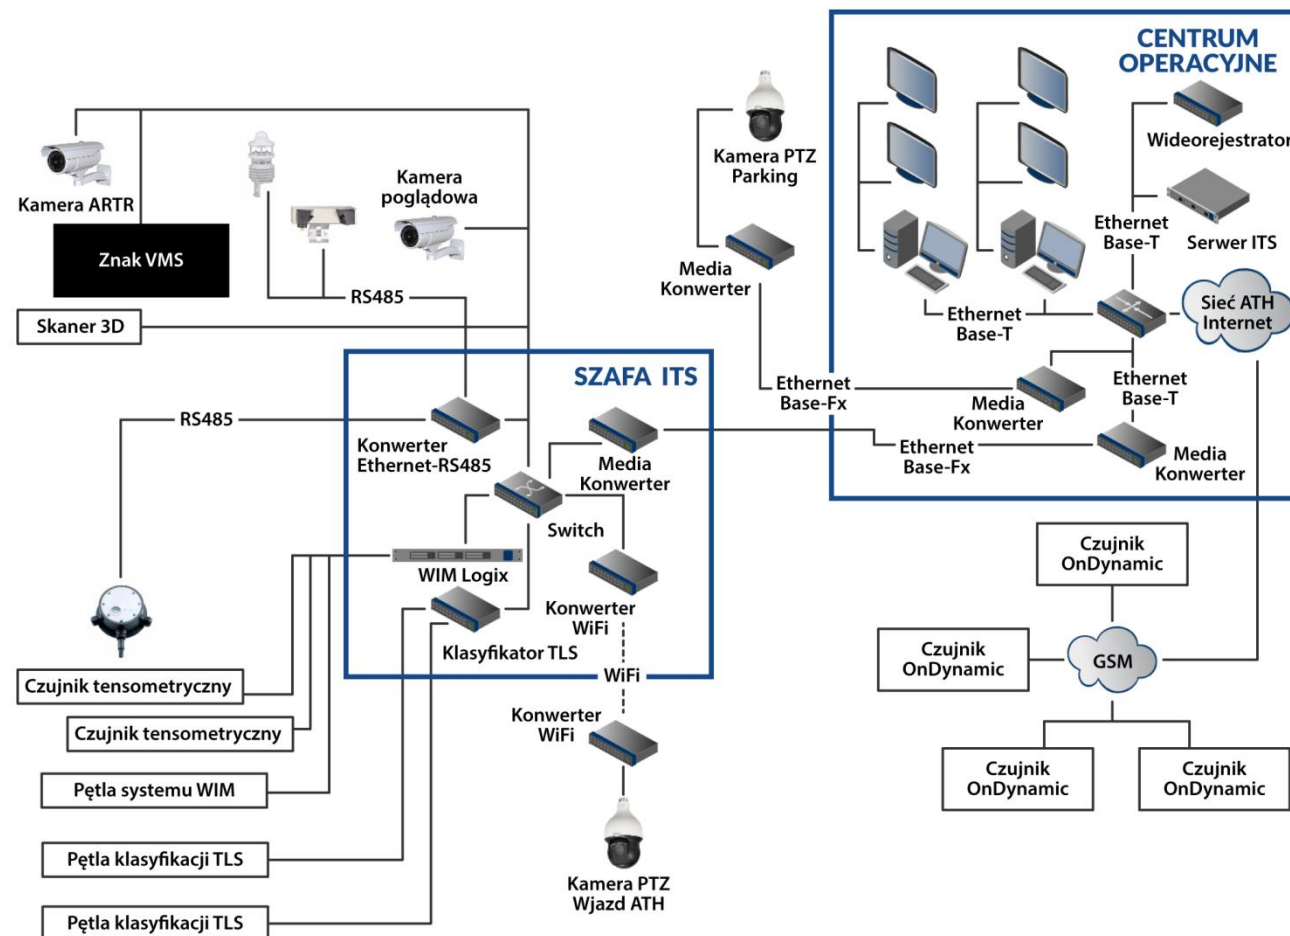 CENTRUM
OPERACYJNE
Wideorejestrator
Kamera PTZ
Parking
Kamera
poglądowa
Kamera ARTR
Znak VMS
Ethernet
Base-T
Serwer ITS
Media
Konwerter
RS485
Skaner 3D
Ethernet
Base-T
Sieć ATH
Internet
SZAFA ITS
Ethernet
Base-Fx
Media
Konwerter
Ethernet
Base-T
RS485
Konwerter
Ethernet-RS485
Media
Konwerter
Ethernet
Base-Fx
Media
Konwerter
Switch
WIM Logix
Konwerter
WiFi
Klasyfikator TLS
WiFi
Czujnik
OnDynamic
Czujnik
OnDynamic
GSM
Czujnik tensometryczny
Czujnik tensometryczny
Konwerter
WiFi
Pętla systemu WIM
Czujnik
OnDynamic
Czujnik
OnDynamic
Pętla klasyfikacji TLS
Kamera PTZ
Wjazd ATH
Pętla klasyfikacji TLS